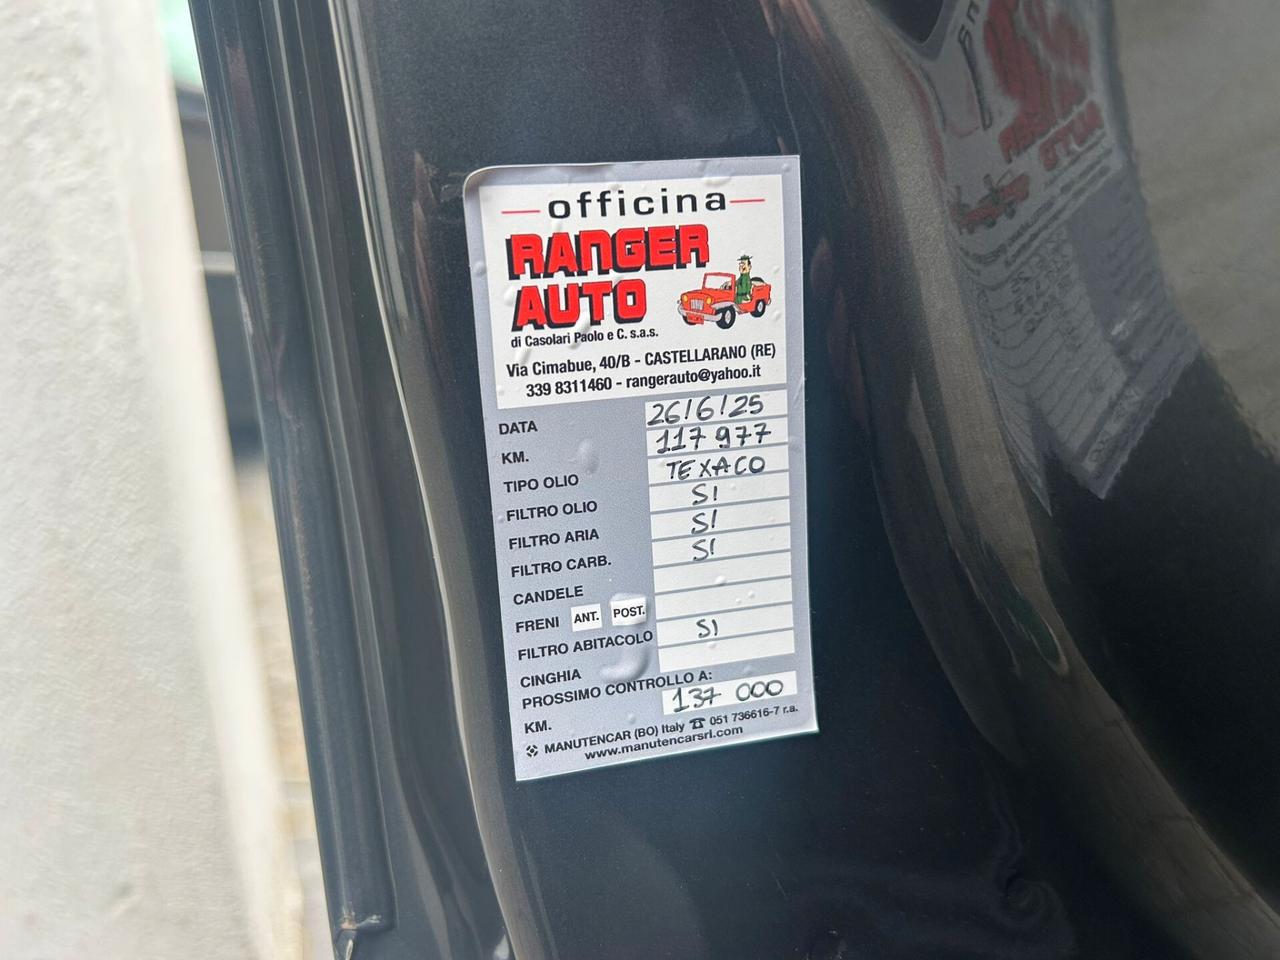 officina
RANGER
AUTO
di Casolari Paolo e C. s.a.s.
Via Cimabue, 40/B - CASTELLARANO (RE)
339 8311460 - rangerauto@yahoo.it
DATA 26/6/25
KM. 117 977
TIPO OLIO TEXACO
FILTRO OLIO SI
FILTRO ARIA SI
FILTRO CARB. SI
CANDELE
FRENI ANT. POST.
FILTRO ABITACOLO SI
CINGHIA
PROSSIMO CONTROLLO A:
KM. 137 000
MANUTENCAR (BO) Italy ☎ 051 736616-7 r.a.
www.manutencarsrl.com